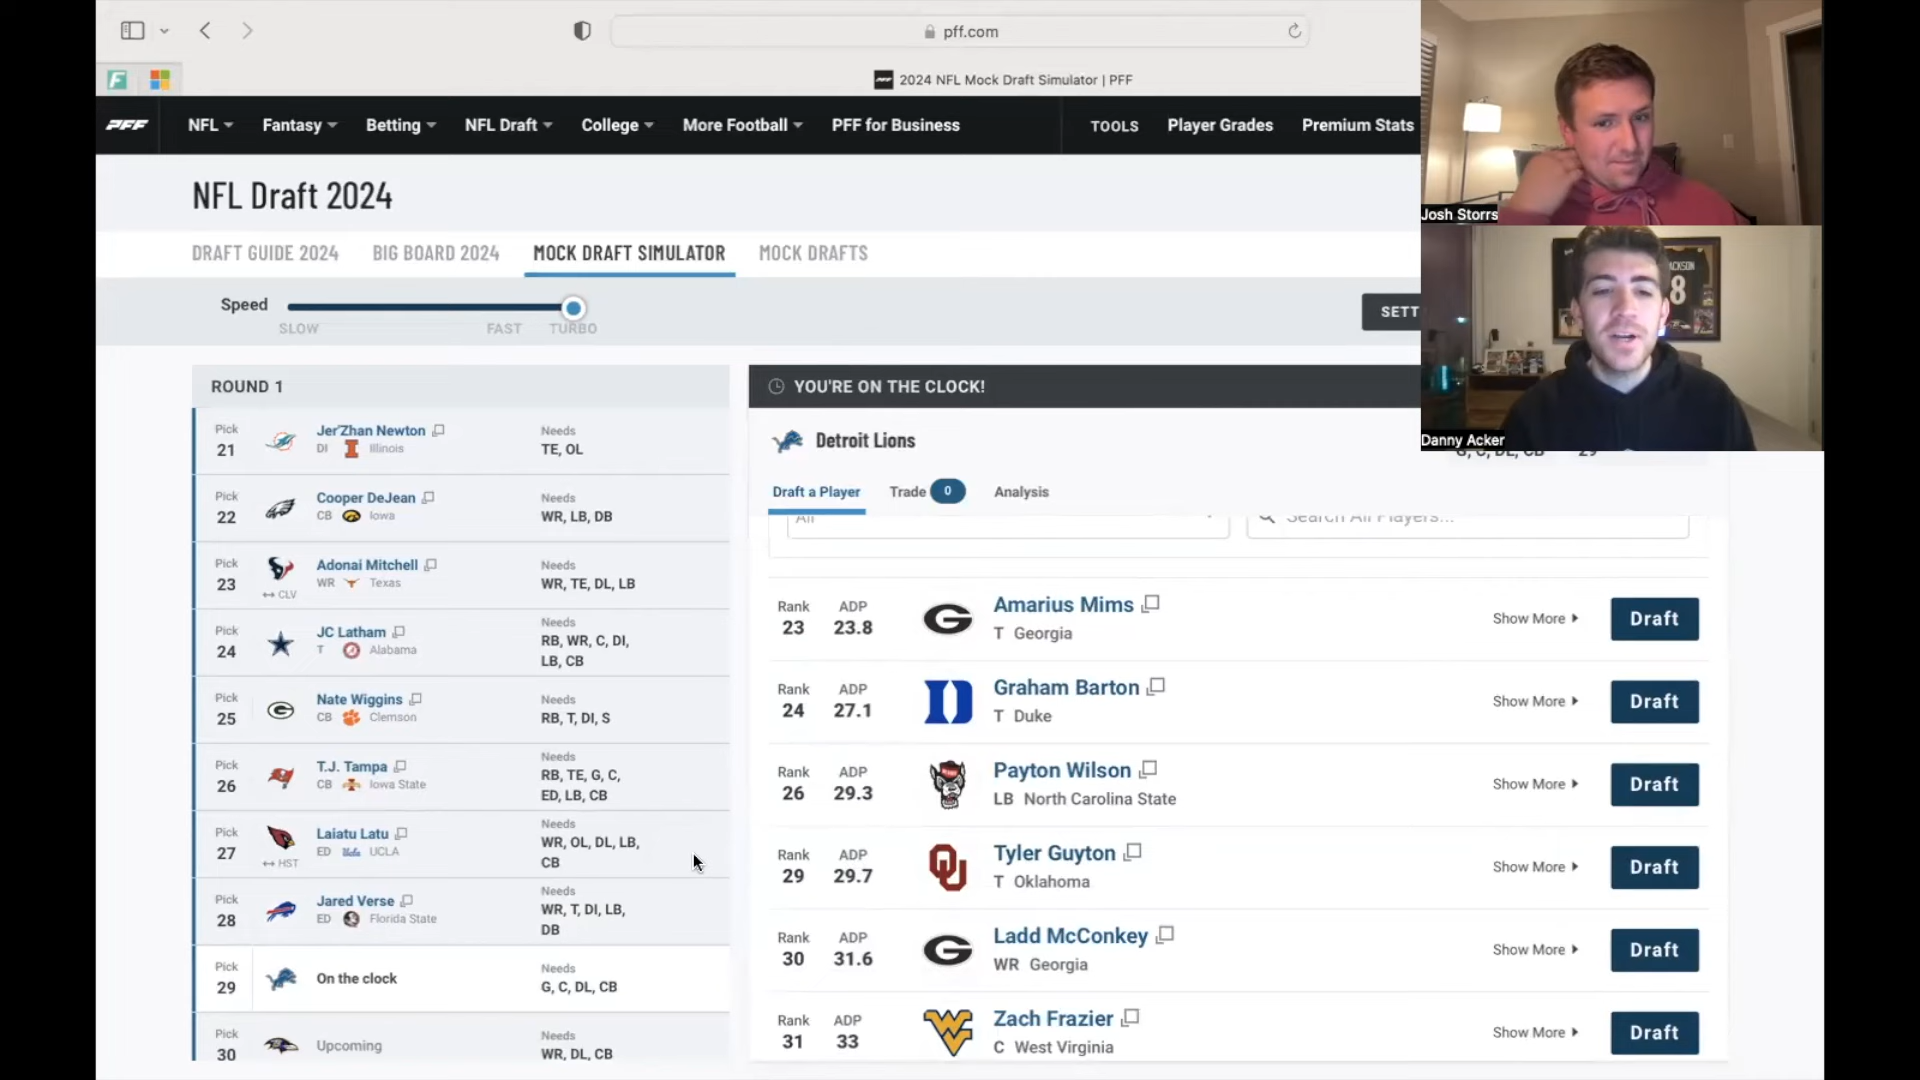 pff.com
2024 NFL Mock Draft Simulator | PFF
PFF
NFL
Fantasy
Betting
NFL Draft
College
More Football
PFF for Business
TOOLS
Player Grades
Premium Stats
NFL Draft 2024
DRAFT GUIDE 2024
BIG BOARD 2024
MOCK DRAFT SIMULATOR
MOCK DRAFTS
Speed
SLOW
FAST
TURBO
SETT
ROUND 1
Pick 21
Jer'Zhan Newton
DI Illinois
Needs
TE, OL
Pick 22
Cooper DeJean
CB Iowa
Needs
WR, LB, DB
Pick 23
↔ CLV
Adonai Mitchell
WR Texas
Needs
WR, TE, DL, LB
Pick 24
JC Latham
T Alabama
Needs
RB, WR, C, DI,
LB, CB
Pick 25
Nate Wiggins
CB Clemson
Needs
RB, T, DI, S
Pick 26
T.J. Tampa
CB Iowa State
Needs
RB, TE, G, C,
ED, LB, CB
Pick 27
↔ HST
Laiatu Latu
ED UCLA
Needs
WR, OL, DL, LB,
CB
Pick 28
Jared Verse
ED Florida State
Needs
WR, T, DI, LB,
DB
Pick 29
On the clock
Needs
G, C, DL, CB
Pick 30
Upcoming
Needs
WR, DL, CB
YOU'RE ON THE CLOCK!
Detroit Lions
G, C, DL, CB 29
Draft a Player
Trade 0
Analysis
All
Search All Players...
Rank 23
ADP 23.8
Amarius Mims
T Georgia
Show More
Draft
Rank 24
ADP 27.1
Graham Barton
T Duke
Show More
Draft
Rank 26
ADP 29.3
Payton Wilson
LB North Carolina State
Show More
Draft
Rank 29
ADP 29.7
Tyler Guyton
T Oklahoma
Show More
Draft
Rank 30
ADP 31.6
Ladd McConkey
WR Georgia
Show More
Draft
Rank 31
ADP 33
Zach Frazier
C West Virginia
Show More
Draft
Josh Storrs
ACKSON
8
Danny Acker